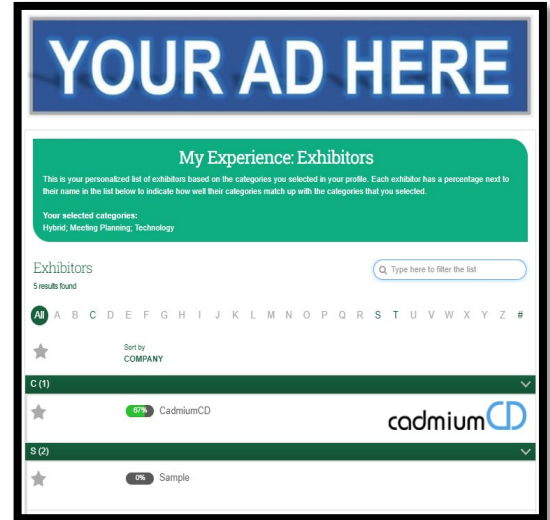 YOUR AD HERE
My Experience: Exhibitors
This is your personalized list of exhibitors based on the categories you selected in your profile. Each exhibitor has a percentage next to
their name in the list below to indicate how well their categories match up with the categories that you selected.
Your selected categories:
Hybrid; Meeting Planning; Technology
Exhibitors
5 results found
Type here to filter the list
All A B C D E F G H I J K L M N O P Q R S T U V W X Y Z #
Sort by
COMPANY
C (1)
67% CadmiumCD
cadmiumCD
S (2)
0% Sample